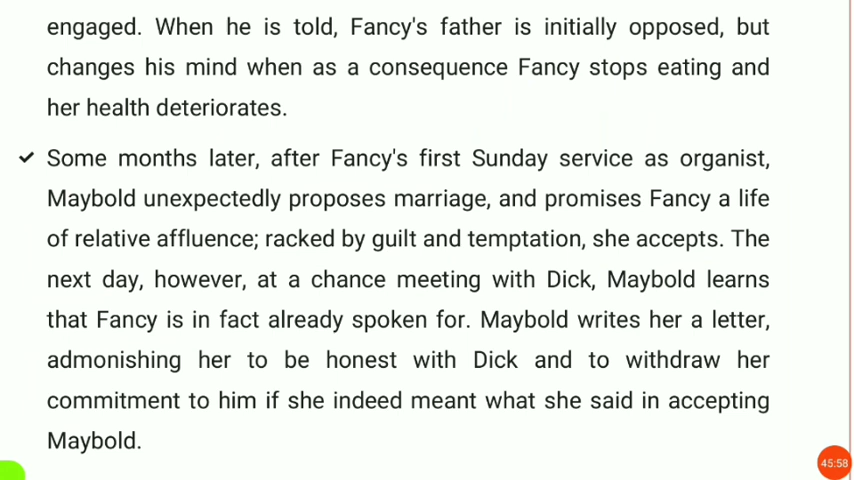 engaged. When he is told, Fancy's father is initially opposed, but
changes his mind when as a consequence Fancy stops eating and
her health deteriorates.
✓ Some months later, after Fancy's first Sunday service as organist,
Maybold unexpectedly proposes marriage, and promises Fancy a life
of relative affluence; racked by guilt and temptation, she accepts. The
next day, however, at a chance meeting with Dick, Maybold learns
that Fancy is in fact already spoken for. Maybold writes her a letter,
admonishing her to be honest with Dick and to withdraw her
commitment to him if she indeed meant what she said in accepting
Maybold.
45:58